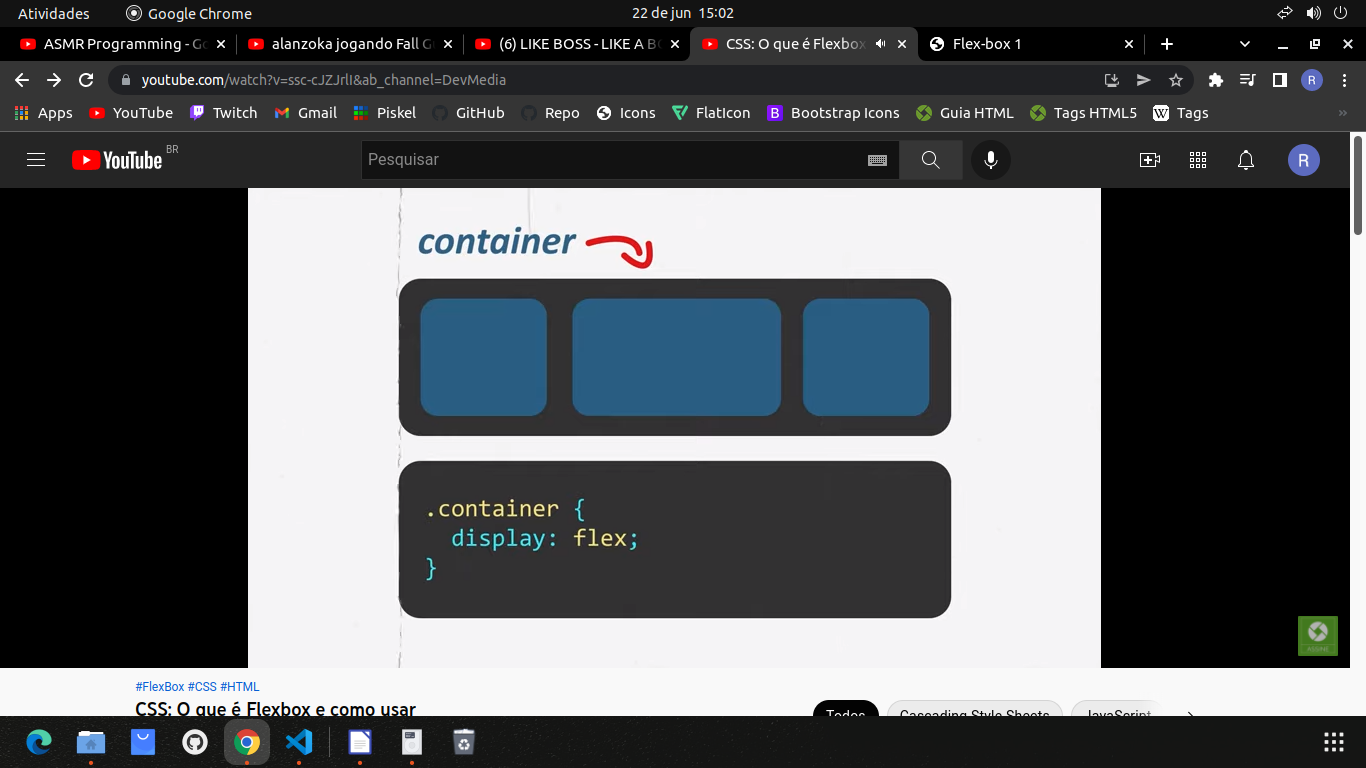 Atividades Google Chrome 22 de jun 15:02
ASMR Programming - Go alanzoka jogando Fall G (6) LIKE BOSS - LIKE A BO CSS: O que é Flexbox Flex-box 1
youtube.com/watch?v=ssc-cJZJrlI&ab_channel=DevMedia R
Apps YouTube Twitch Gmail Piskel GitHub Repo Icons FlatIcon B Bootstrap Icons Guia HTML Tags HTML5 W Tags »
YouTube BR Pesquisar R
container
.container {
display: flex;
}
#FlexBox #CSS #HTML
CSS: O que é Flexbox e como usar Todos Cascading Style Sheets JavaScript